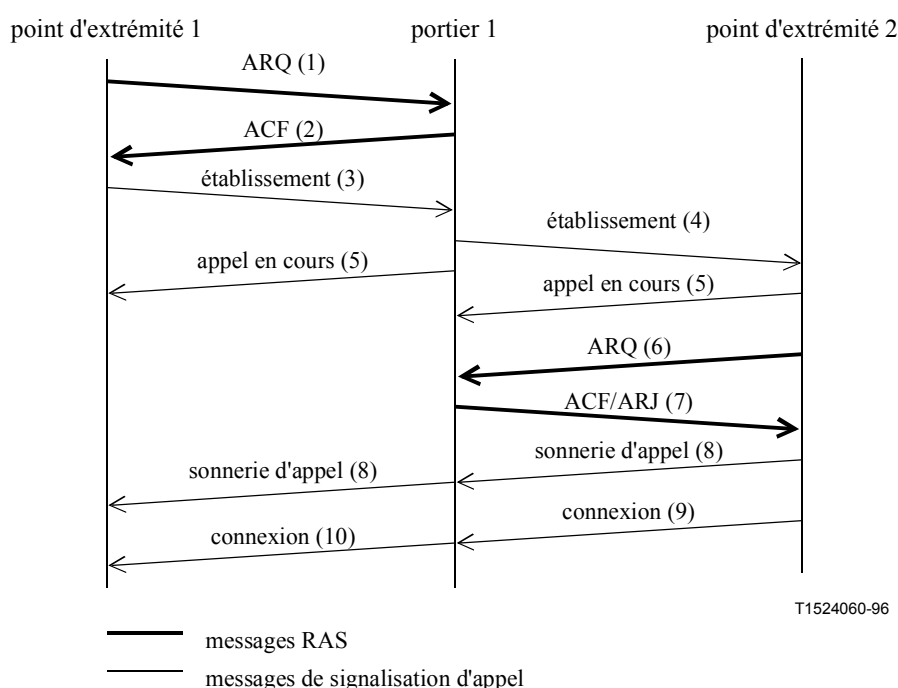 point d'extrémité 1 portier 1 point d'extrémité 2
ARQ (1)
ACF (2)
établissement (3)
établissement (4)
appel en cours (5)
appel en cours (5)
ARQ (6)
ACF/ARJ (7)
sonnerie d'appel (8)
sonnerie d'appel (8)
connexion (9)
connexion (10)
T1524060-96
messages RAS
messages de signalisation d'appel